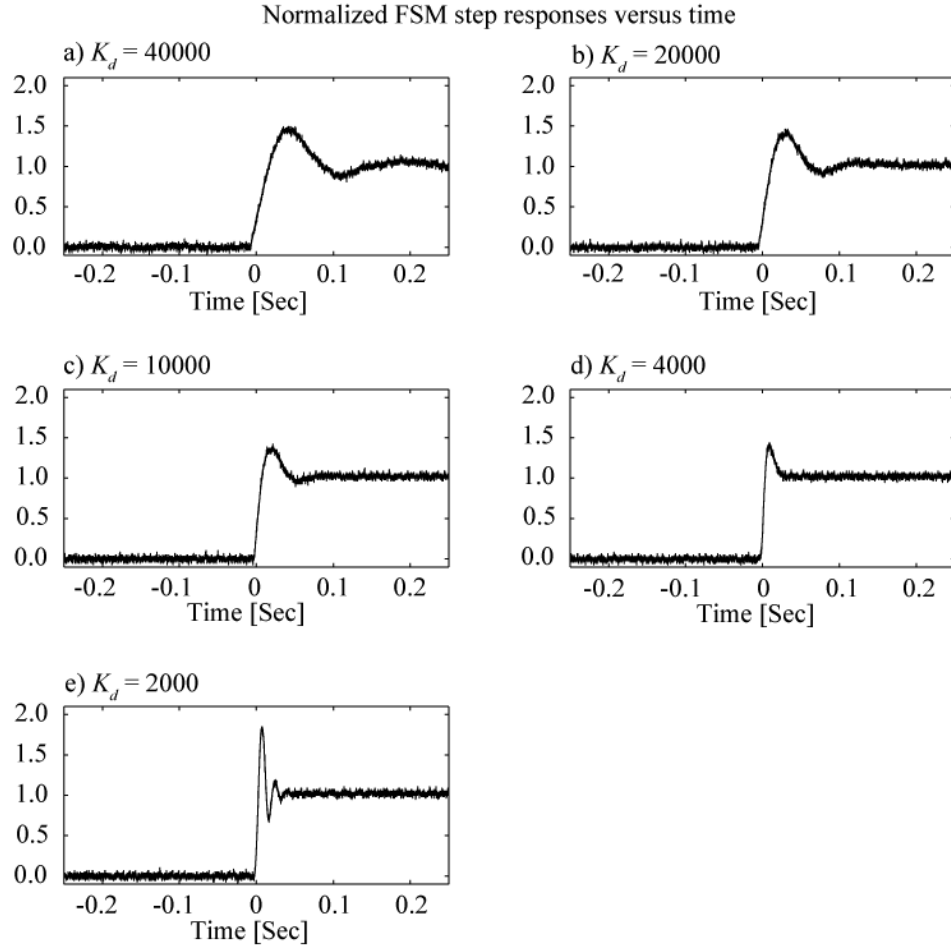 Normalized FSM step responses versus time
a) K_d = 40000
2.0
1.5
1.0
0.5
0.0
-0.2 -0.1 0 0.1 0.2
Time [Sec]
b) K_d = 20000
2.0
1.5
1.0
0.5
0.0
-0.2 -0.1 0 0.1 0.2
Time [Sec]
c) K_d = 10000
2.0
1.5
1.0
0.5
0.0
-0.2 -0.1 0 0.1 0.2
Time [Sec]
d) K_d = 4000
2.0
1.5
1.0
0.5
0.0
-0.2 -0.1 0 0.1 0.2
Time [Sec]
e) K_d = 2000
2.0
1.5
1.0
0.5
0.0
-0.2 -0.1 0 0.1 0.2
Time [Sec]